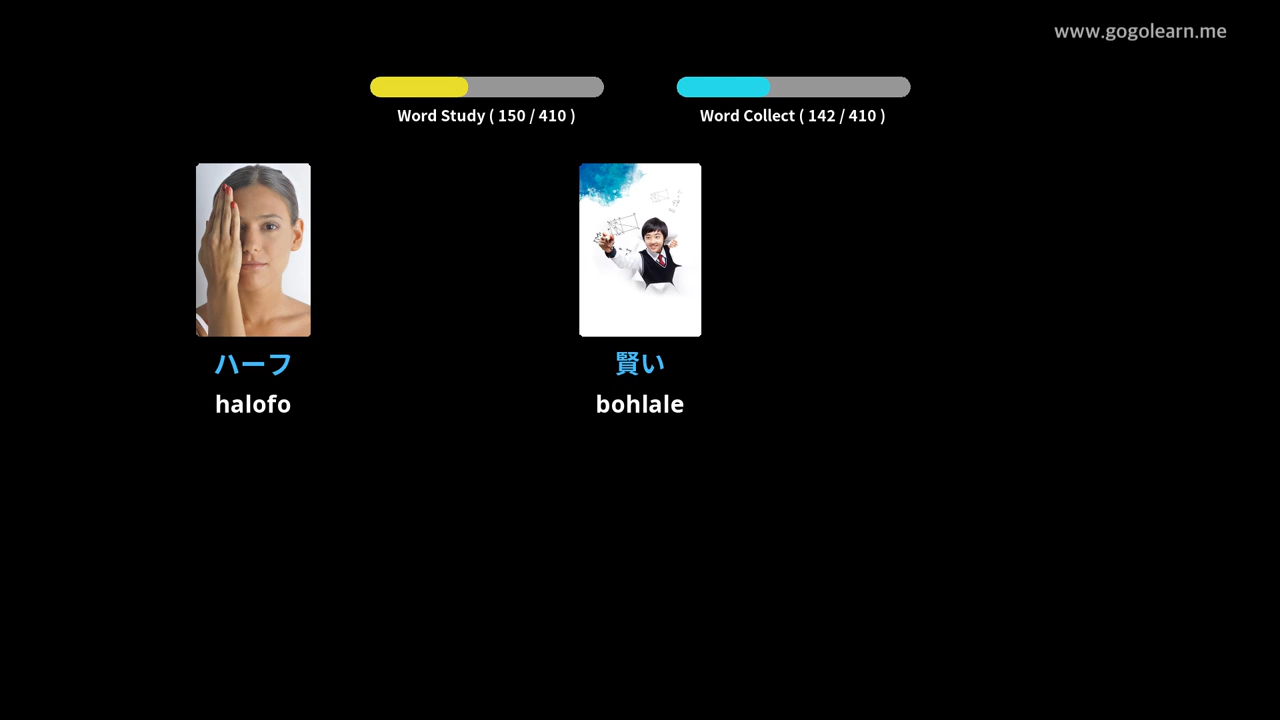 www.gogolearn.me
Word Study ( 150 / 410 )
Word Collect ( 142 / 410 )
ハーフ
halofo
賢い
bohlale